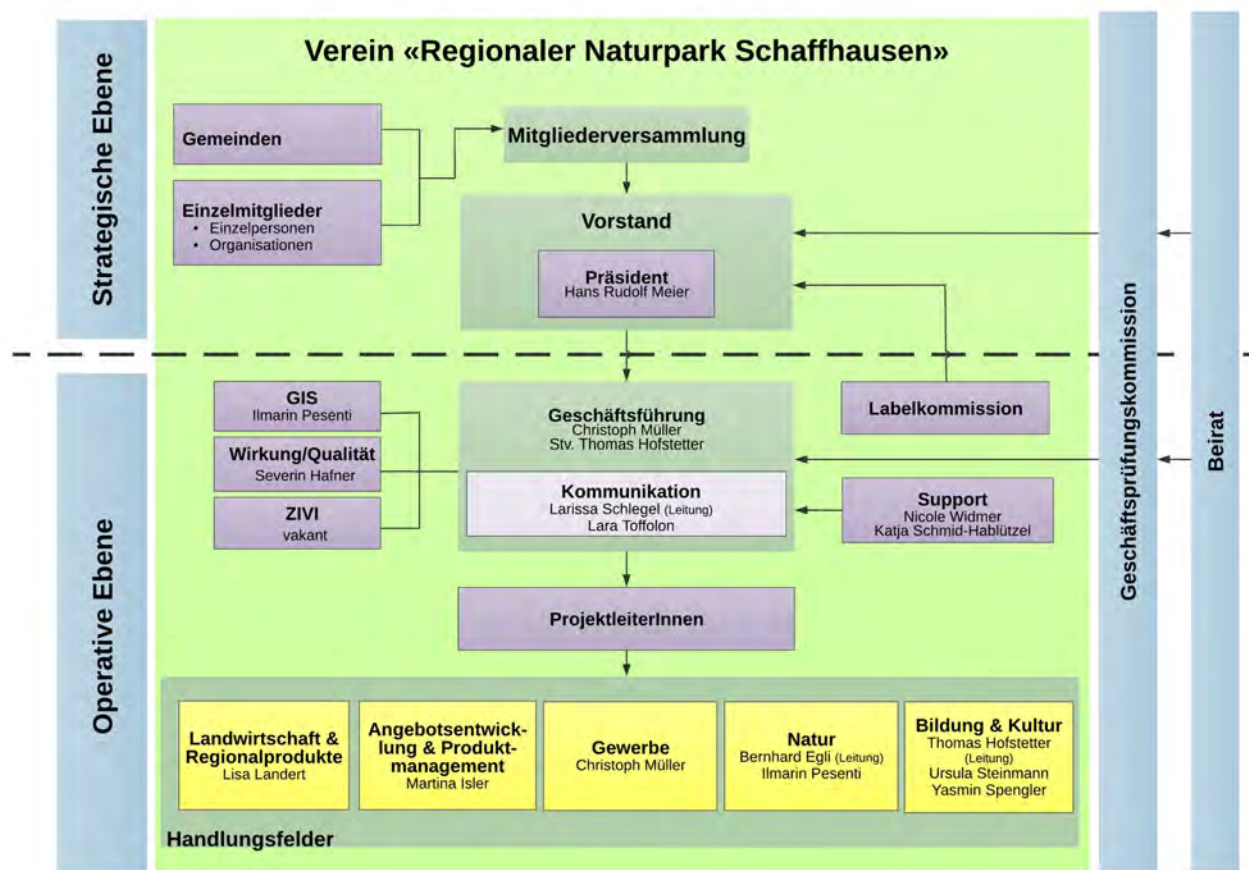 Verein «Regionaler Naturpark Schaffhausen»
Strategische Ebene
Gemeinden
Einzelmitglieder
• Einzelpersonen
• Organisationen
Mitgliederversammlung
Vorstand
Präsident
Hans Rudolf Meier
Operative Ebene
GIS
Ilmarin Pesenti
Wirkung/Qualität
Severin Hafner
ZIVI
vakant
Geschäftsführung
Christoph Müller
Stv. Thomas Hofstetter
Kommunikation
Larissa Schlegel (Leitung)
Lara Toffolon
Labelkommission
Support
Nicole Widmer
Katja Schmid-Hablützel
ProjektleiterInnen
Landwirtschaft &
Regionalprodukte
Lisa Landert
Angebotsentwick-
lung & Produkt-
management
Martina Isler
Gewerbe
Christoph Müller
Natur
Bernhard Egli (Leitung)
Ilmarin Pesenti
Bildung & Kultur
Thomas Hofstetter
(Leitung)
Ursula Steinmann
Yasmin Spengler
Handlungsfelder
Geschäftsprüfungskommission
Beirat